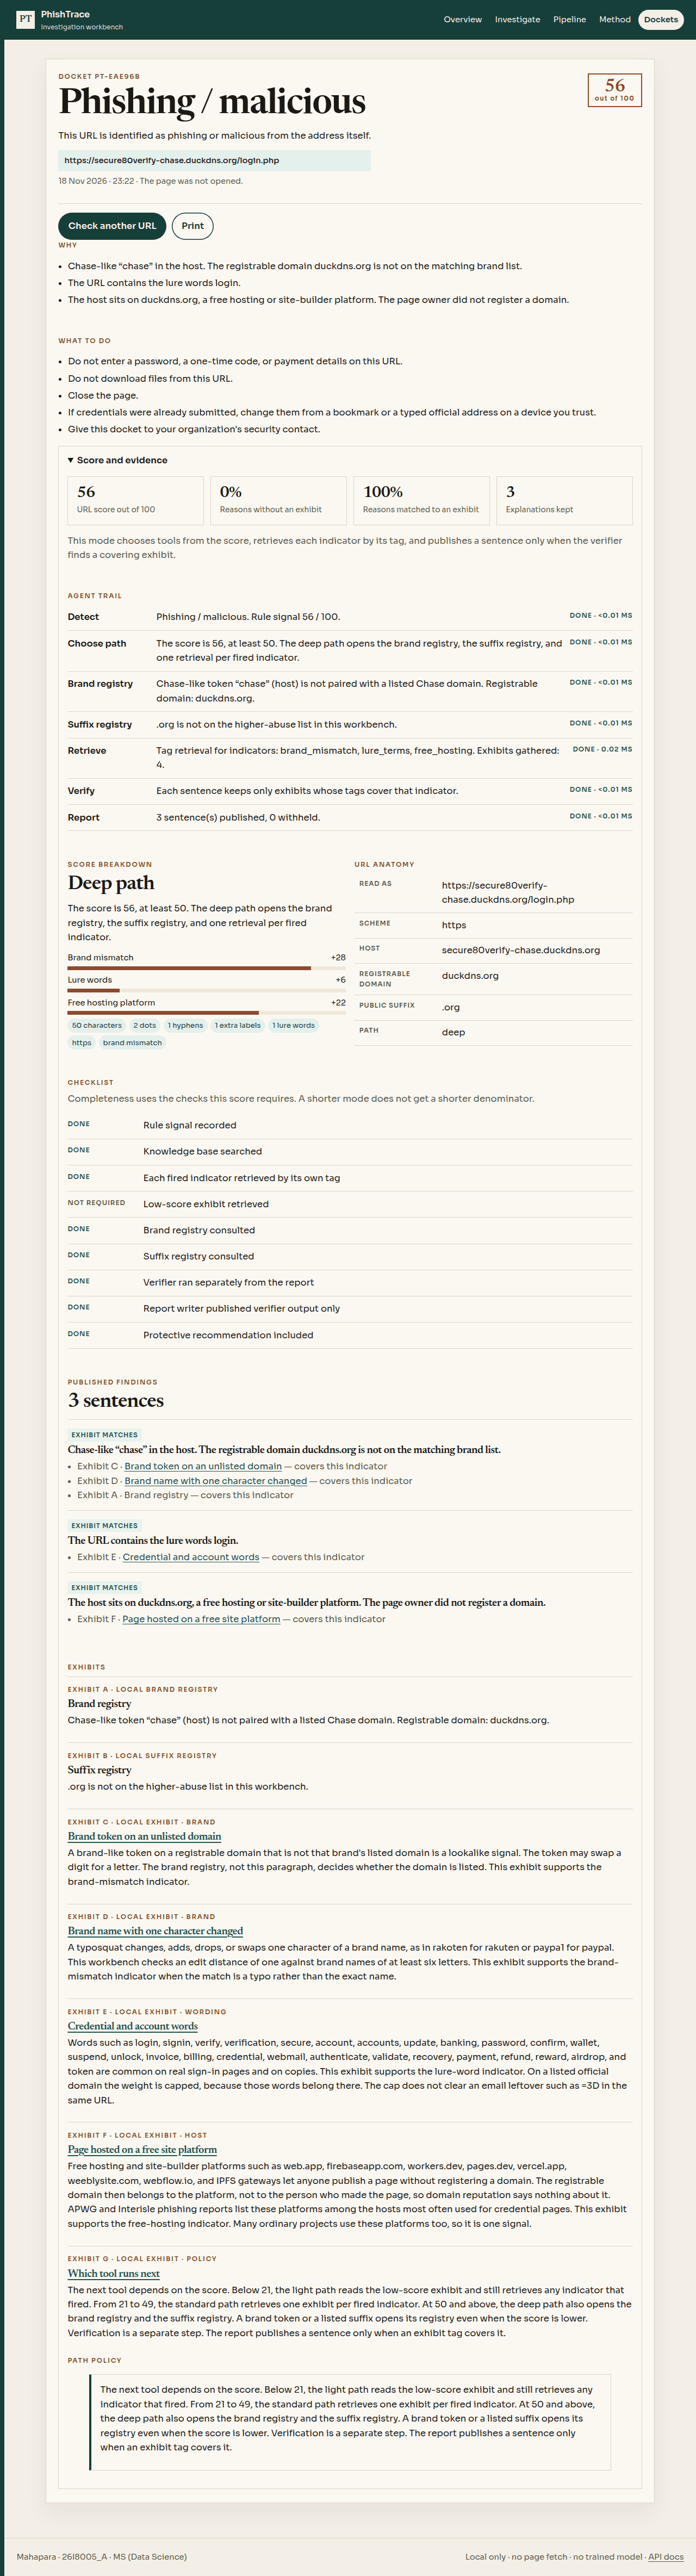 PT
PhishTrace
Investigation workbench
Overview
Investigate
Pipeline
Method
Dockets
DOCKET PT-EAE96B
Phishing / malicious
56
out of 100
This URL is identified as phishing or malicious from the address itself.
https://secure80verify-chase.duckdns.org/login.php
18 Nov 2026 · 23:22 · The page was not opened.
Check another URL
Print
WHY
• Chase-like “chase” in the host. The registrable domain duckdns.org is not on the matching brand list.
• The URL contains the lure words login.
• The host sits on duckdns.org, a free hosting or site-builder platform. The page owner did not register a domain.
WHAT TO DO
• Do not enter a password, a one-time code, or payment details on this URL.
• Do not download files from this URL.
• Close the page.
• If credentials were already submitted, change them from a bookmark or a typed official address on a device you trust.
• Give this docket to your organization's security contact.
▼ Score and evidence
56
URL score out of 100
0%
Reasons without an exhibit
100%
Reasons matched to an exhibit
3
Explanations kept
This mode chooses tools from the score, retrieves each indicator by its tag, and publishes a sentence only when the verifier
finds a covering exhibit.
AGENT TRAIL
Detect
Phishing / malicious. Rule signal 56 / 100.
DONE · <0.01 MS
Choose path
The score is 56, at least 50. The deep path opens the brand registry, the suffix registry, and
one retrieval per fired indicator.
DONE · <0.01 MS
Brand registry
Chase-like token “chase” (host) is not paired with a listed Chase domain. Registrable
domain: duckdns.org.
DONE · <0.01 MS
Suffix registry
.org is not on the higher-abuse list in this workbench.
DONE · <0.01 MS
Retrieve
Tag retrieval for indicators: brand_mismatch, lure_terms, free_hosting. Exhibits gathered:
4.
DONE · 0.02 MS
Verify
Each sentence keeps only exhibits whose tags cover that indicator.
DONE · <0.01 MS
Report
3 sentence(s) published, 0 withheld.
DONE · <0.01 MS
SCORE BREAKDOWN
Deep path
The score is 56, at least 50. The deep path opens the brand
registry, the suffix registry, and one retrieval per fired
indicator.
Brand mismatch +28
Lure words +6
Free hosting platform +22
50 characters
2 dots
1 hyphens
1 extra labels
1 lure words
https
brand mismatch
URL ANATOMY
READ AS
https://secure80verify-
chase.duckdns.org/login.php
SCHEME
https
HOST
secure80verify-chase.duckdns.org
REGISTRABLE
DOMAIN
duckdns.org
PUBLIC SUFFIX
.org
PATH
deep
CHECKLIST
Completeness uses the checks this score requires. A shorter mode does not get a shorter denominator.
DONE Rule signal recorded
DONE Knowledge base searched
DONE Each fired indicator retrieved by its own tag
NOT REQUIRED Low-score exhibit retrieved
DONE Brand registry consulted
DONE Suffix registry consulted
DONE Verifier ran separately from the report
DONE Report writer published verifier output only
DONE Protective recommendation included
PUBLISHED FINDINGS
3 sentences
EXHIBIT MATCHES
Chase-like “chase” in the host. The registrable domain duckdns.org is not on the matching brand list.
• Exhibit C · Brand token on an unlisted domain — covers this indicator
• Exhibit D · Brand name with one character changed — covers this indicator
• Exhibit A · Brand registry — covers this indicator
EXHIBIT MATCHES
The URL contains the lure words login.
• Exhibit E · Credential and account words — covers this indicator
EXHIBIT MATCHES
The host sits on duckdns.org, a free hosting or site-builder platform. The page owner did not register a domain.
• Exhibit F · Page hosted on a free site platform — covers this indicator
EXHIBITS
EXHIBIT A · LOCAL BRAND REGISTRY
Brand registry
Chase-like token “chase” (host) is not paired with a listed Chase domain. Registrable domain: duckdns.org.
EXHIBIT B · LOCAL SUFFIX REGISTRY
Suffix registry
.org is not on the higher-abuse list in this workbench.
EXHIBIT C · LOCAL EXHIBIT · BRAND
Brand token on an unlisted domain
A brand-like token on a registrable domain that is not that brand's listed domain is a lookalike signal. The token may swap a
digit for a letter. The brand registry, not this paragraph, decides whether the domain is listed. This exhibit supports the
brand-mismatch indicator.
EXHIBIT D · LOCAL EXHIBIT · BRAND
Brand name with one character changed
A typosquat changes, adds, drops, or swaps one character of a brand name, as in rakoten for rakuten or paypa1 for paypal.
This workbench checks an edit distance of one against brand names of at least six letters. This exhibit supports the brand-
mismatch indicator when the match is a typo rather than the exact name.
EXHIBIT E · LOCAL EXHIBIT · WORDING
Credential and account words
Words such as login, signin, verify, verification, secure, account, accounts, update, banking, password, confirm, wallet,
suspend, unlock, invoice, billing, credential, webmail, authenticate, validate, recovery, payment, refund, reward, airdrop, and
token are common on real sign-in pages and on copies. This exhibit supports the lure-word indicator. On a listed official
domain the weight is capped, because those words belong there. The cap does not clear an email leftover such as =3D in the
same URL.
EXHIBIT F · LOCAL EXHIBIT · HOST
Page hosted on a free site platform
Free hosting and site-builder platforms such as web.app, firebaseapp.com, workers.dev, pages.dev, vercel.app,
weeblysite.com, webflow.io, and IPFS gateways let anyone publish a page without registering a domain. The registrable
domain then belongs to the platform, not to the person who made the page, so domain reputation says nothing about it.
APWG and Interisle phishing reports list these platforms among the hosts most often used for credential pages. This exhibit
supports the free-hosting indicator. Many ordinary projects use these platforms too, so it is one signal.
EXHIBIT G · LOCAL EXHIBIT · POLICY
Which tool runs next
The next tool depends on the score. Below 21, the light path reads the low-score exhibit and still retrieves any indicator that
fired. From 21 to 49, the standard path retrieves one exhibit per fired indicator. At 50 and above, the deep path also opens the
brand registry and the suffix registry. A brand token or a listed suffix opens its registry even when the score is lower.
Verification is a separate step. The report publishes a sentence only when an exhibit tag covers it.
PATH POLICY
The next tool depends on the score. Below 21, the light path reads the low-score exhibit and still retrieves any
indicator that fired. From 21 to 49, the standard path retrieves one exhibit per fired indicator. At 50 and above,
the deep path also opens the brand registry and the suffix registry. A brand token or a listed suffix opens its
registry even when the score is lower. Verification is a separate step. The report publishes a sentence only
when an exhibit tag covers it.
Mahapara · 26I8005_A · MS (Data Science)
Local only · no page fetch · no trained model · API docs